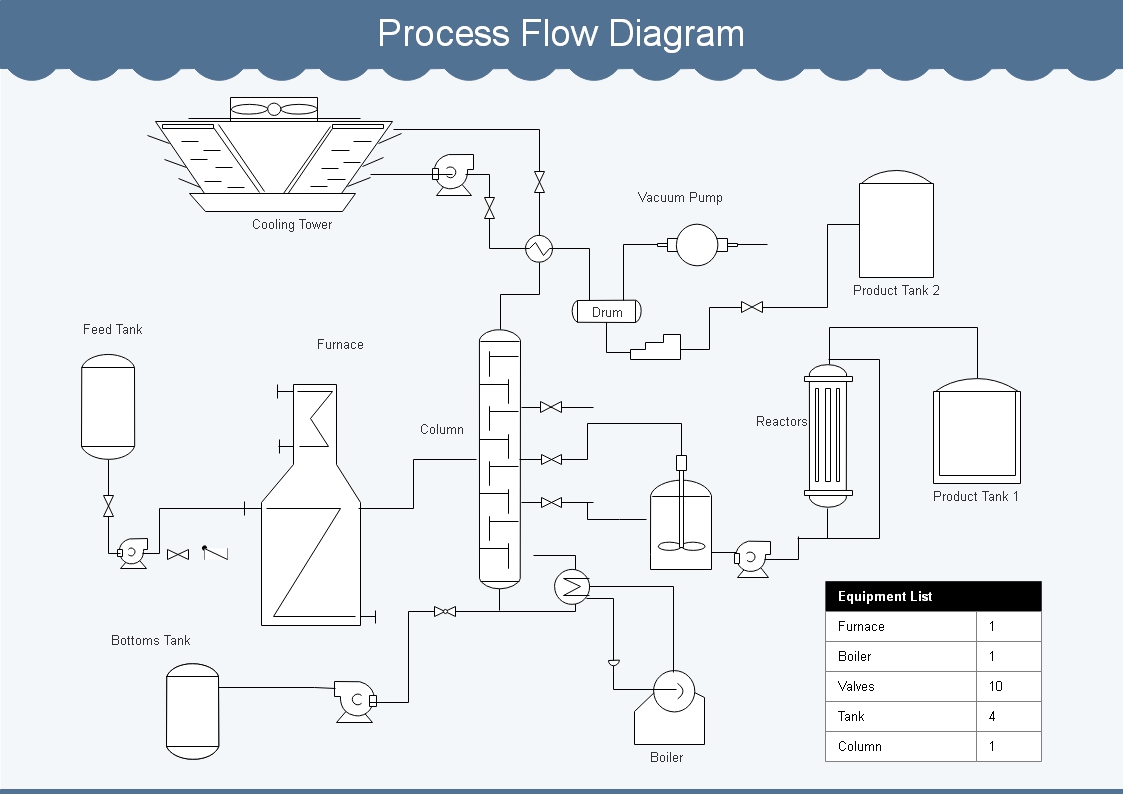 Process Flow Diagram
Cooling Tower
Vacuum Pump
Product Tank 2
Drum
Feed Tank
Furnace
Column
Reactors
Product Tank 1
Bottoms Tank
Boiler
Equipment List
Furnace 1
Boiler 1
Valves 10
Tank 4
Column 1